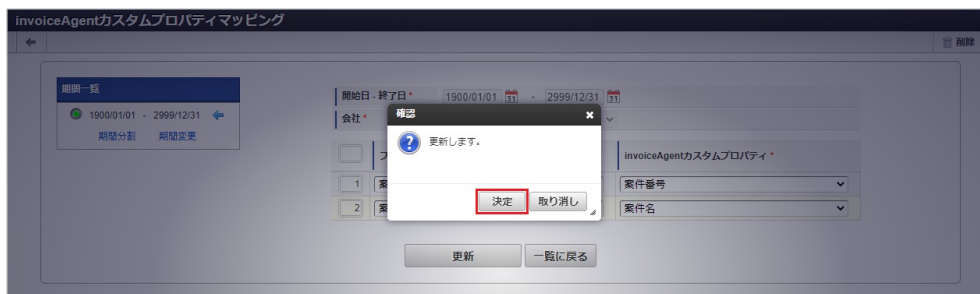 invoiceAgentカスタムプロパティマッピング
削除
期間一覧
1900/01/01 - 2999/12/31
期間分割 期間変更
開始日 - 終了日* 1900/01/01 31 - 2999/12/31 31
会社*
確認
更新します。
決定 取り消し
フ
invoiceAgentカスタムプロパティ*
1 案 案件番号
2 案 案件名
更新 一覧に戻る